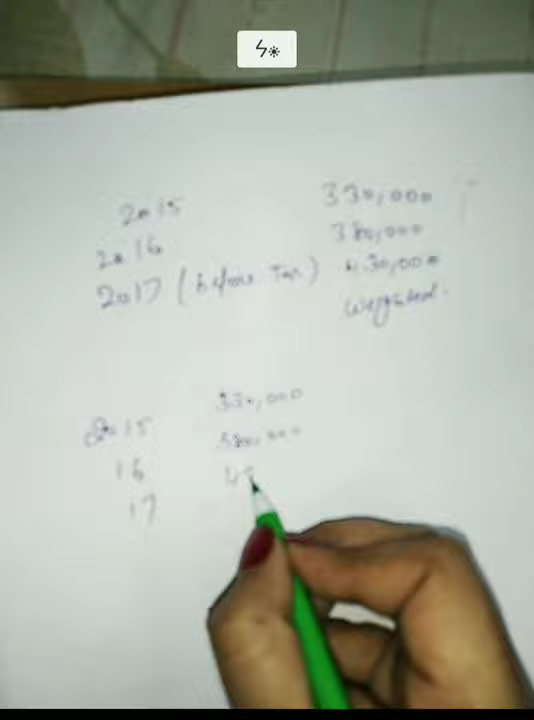 2015 330,000
2016 380,000
2017 (before Tax) 430,000
weighted.
2015 330,000
16 380,000
17 4